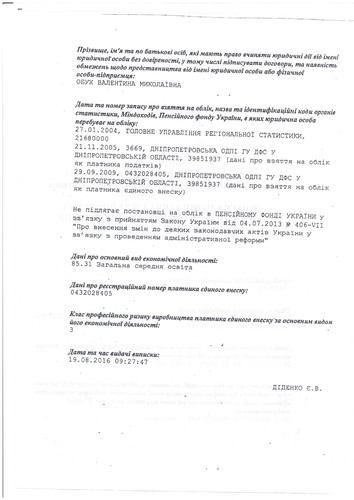 Прізвище, ім'я та по батькові осіб, які мають право вчиняти юридичні дії від імені
юридичної особи без довіреності, у тому числі підписувати договори, та наявність
обмежень щодо представництва від імені юридичної особи або фізичної
особи-підприємця:
ОБУХ ВАЛЕНТИНА МИКОЛАЇВНА
Дата та номер запису про взяття на облік, назва та ідентифікаційні коди органів
статистики, Міндоходів, Пенсійного фонду України, в яких юридична особа
перебуває на обліку:
27.01.2004, ГОЛОВНЕ УПРАВЛІННЯ РЕГІОНАЛЬНОЇ СТАТИСТИКИ,
21680000
21.11.2005, 3669, ДНІПРОПЕТРОВСЬКА ОДПІ ГУ ДФС У
ДНІПРОПЕТРОВСЬКІЙ ОБЛАСТІ, 39851937 (дані про взяття на облік
як платника податків)
29.09.2009, 0432028405, ДНІПРОПЕТРОВСЬКА ОДПІ ГУ ДФС У
ДНІПРОПЕТРОВСЬКІЙ ОБЛАСТІ, 39851937 (дані про взяття на облік
як платника єдиного внеску)
Не підлягає постановці на облік в ПЕНСІЙНОМУ ФОНДІ УКРАЇНИ у
зв'язку з прийняттям Закону України від 04.07.2013 № 406-VII
"Про внесення змін до деяких законодавчих актів України у
зв'язку з проведенням адміністративної реформи"
Дані про основний вид економічної діяльності:
85.31 Загальна середня освіта
Дані про реєстраційний номер платника єдиного внеску:
0432028405
Клас професійного ризику виробництва платника єдиного внеску за основним видом
його економічної діяльності:
3
Дата та час видачі виписки:
19.08.2016 09:27:47
ДІДЕНКО Є.В.